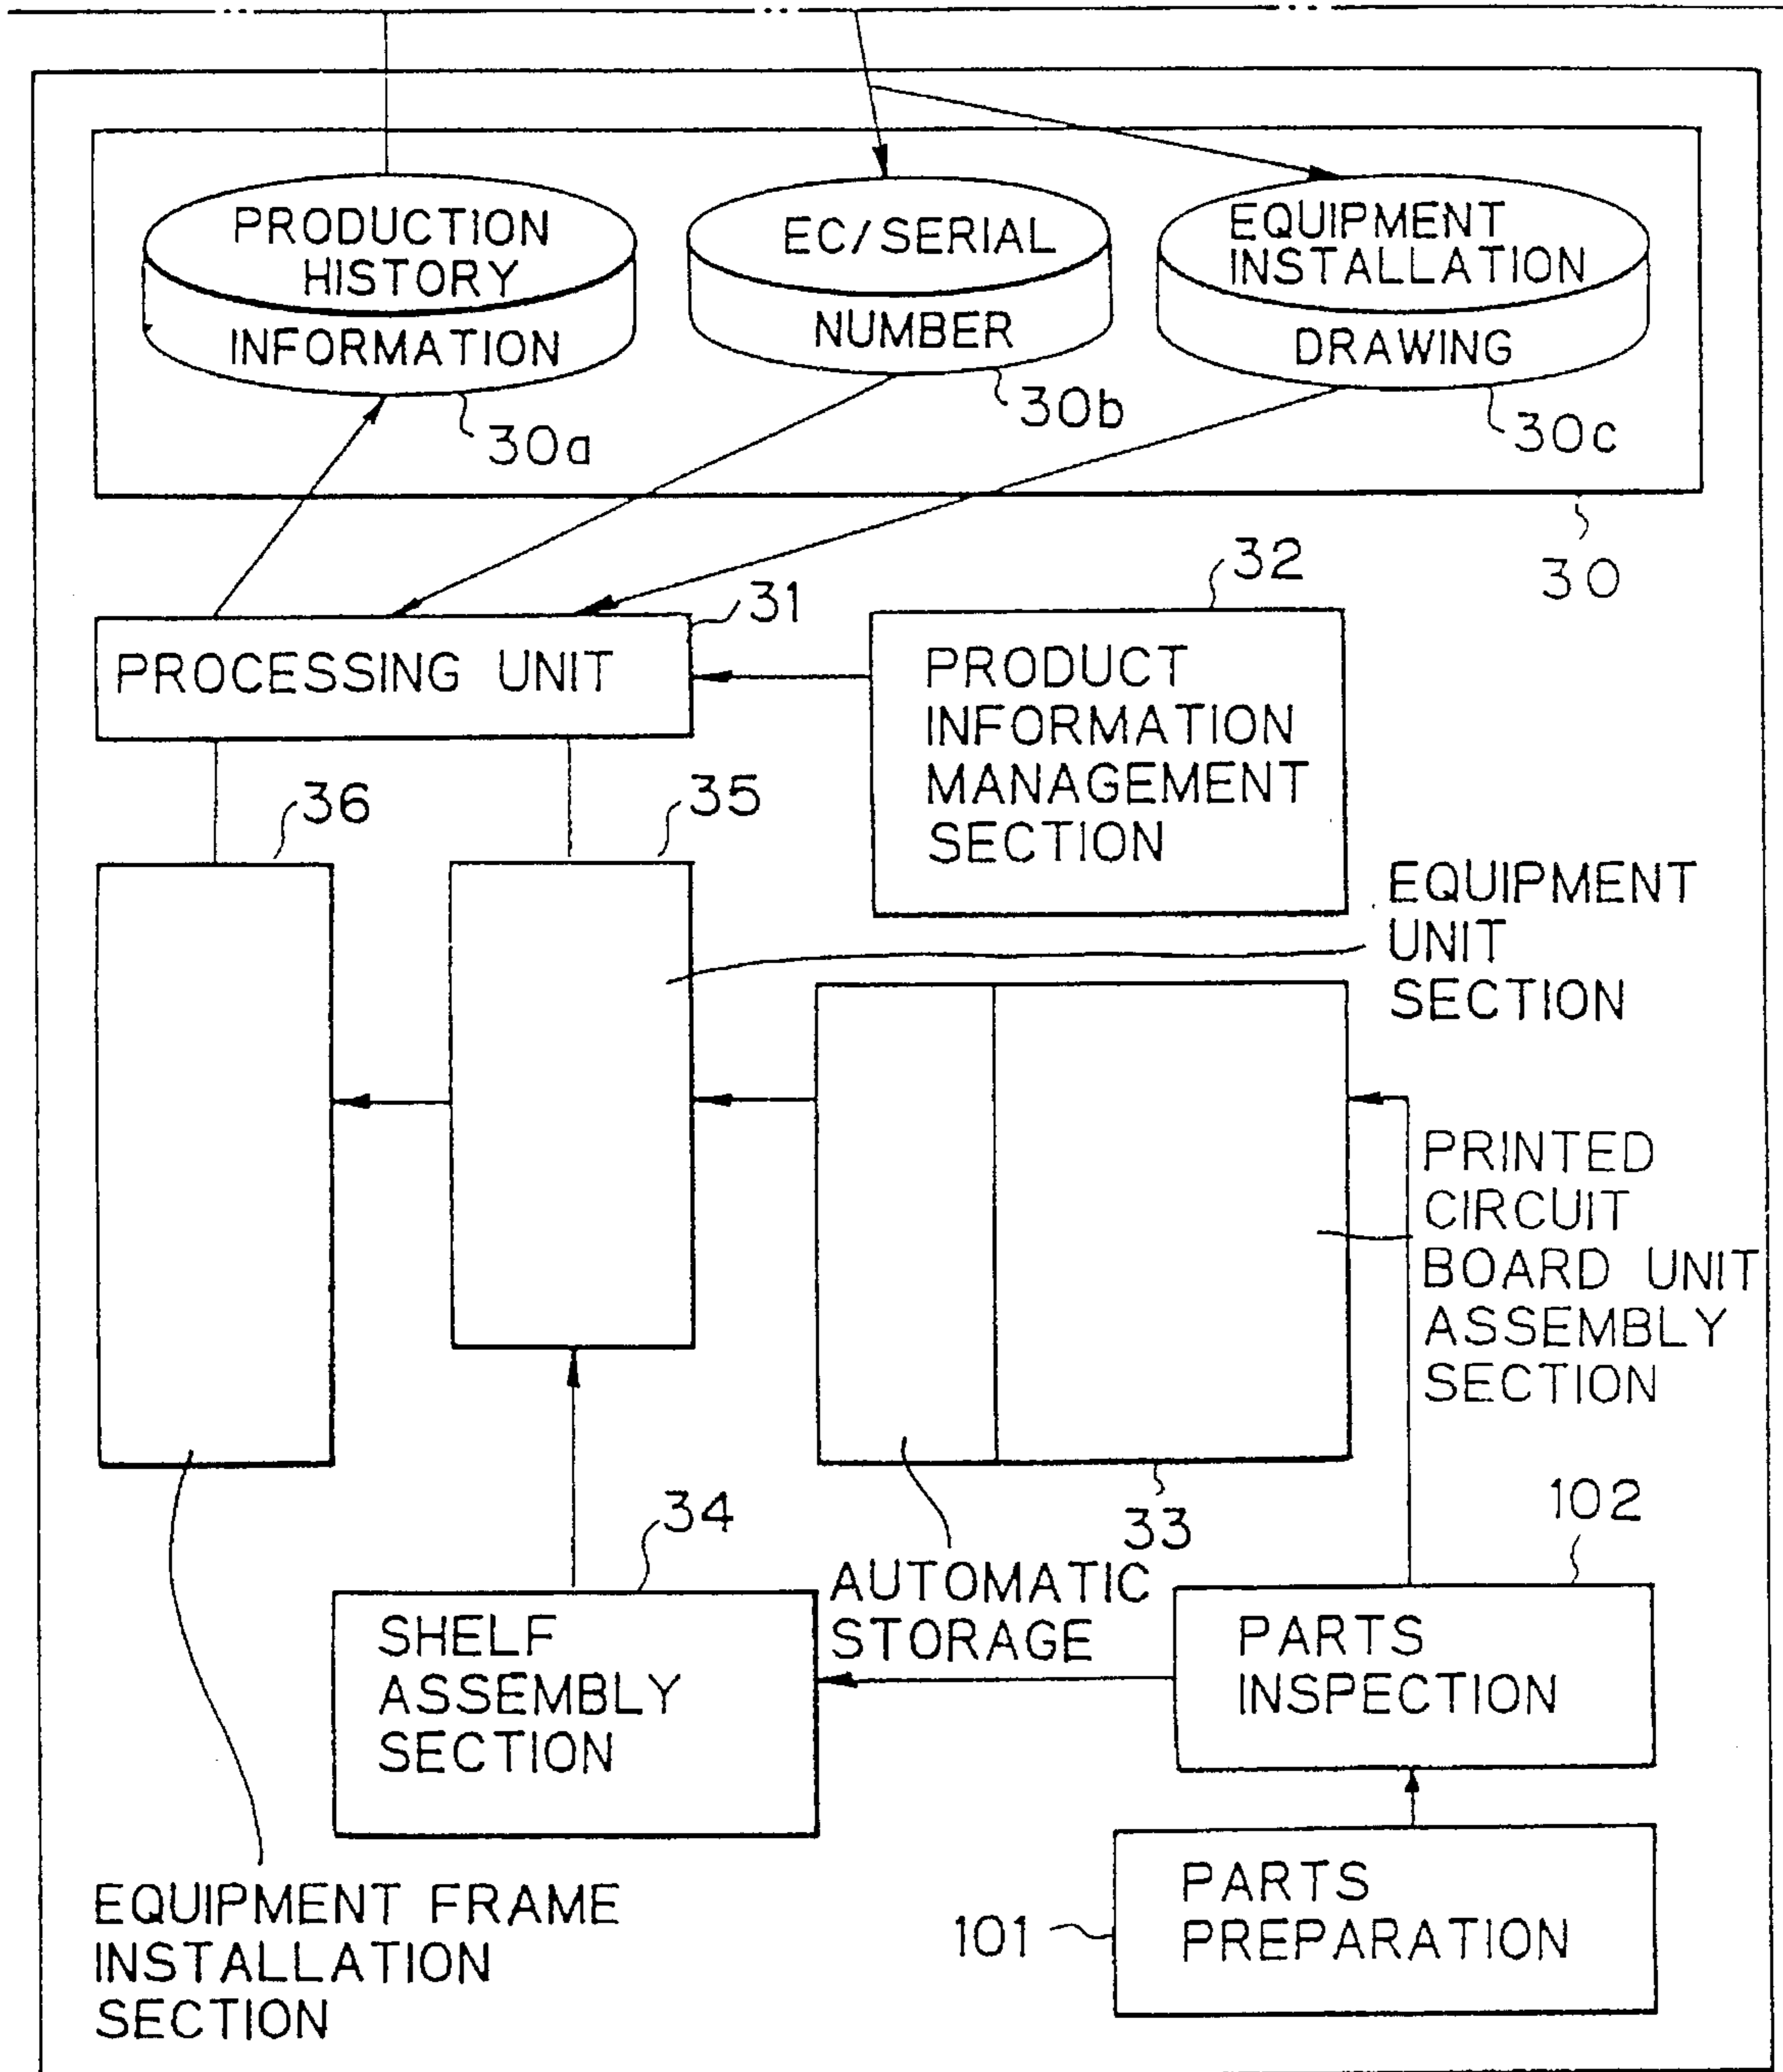 PRODUCTION
HISTORY
INFORMATION
30a
EC/SERIAL
NUMBER
30b
EQUIPMENT
INSTALLATION
DRAWING
30c
30
31
PROCESSING UNIT
32
PRODUCT
INFORMATION
MANAGEMENT
SECTION
36
35
EQUIPMENT
UNIT
SECTION
PRINTED
CIRCUIT
BOARD UNIT
ASSEMBLY
SECTION
33
102
34
AUTOMATIC
STORAGE
SHELF
ASSEMBLY
SECTION
PARTS
INSPECTION
EQUIPMENT FRAME
INSTALLATION
SECTION
101
PARTS
PREPARATION